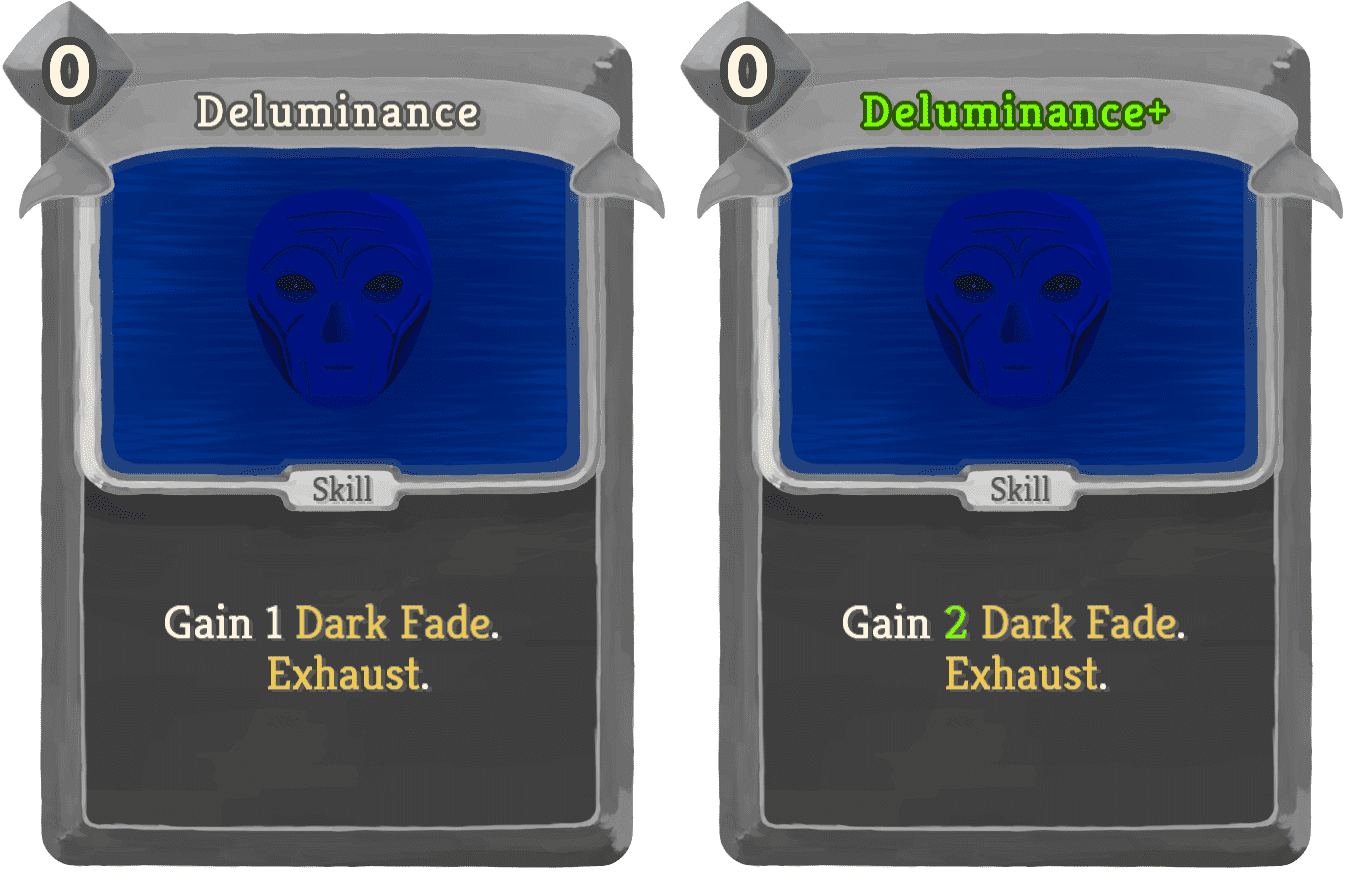 0
Deluminance
Skill
Gain 1 Dark Fade.
Exhaust.
0
Deluminance+
Skill
Gain 2 Dark Fade.
Exhaust.